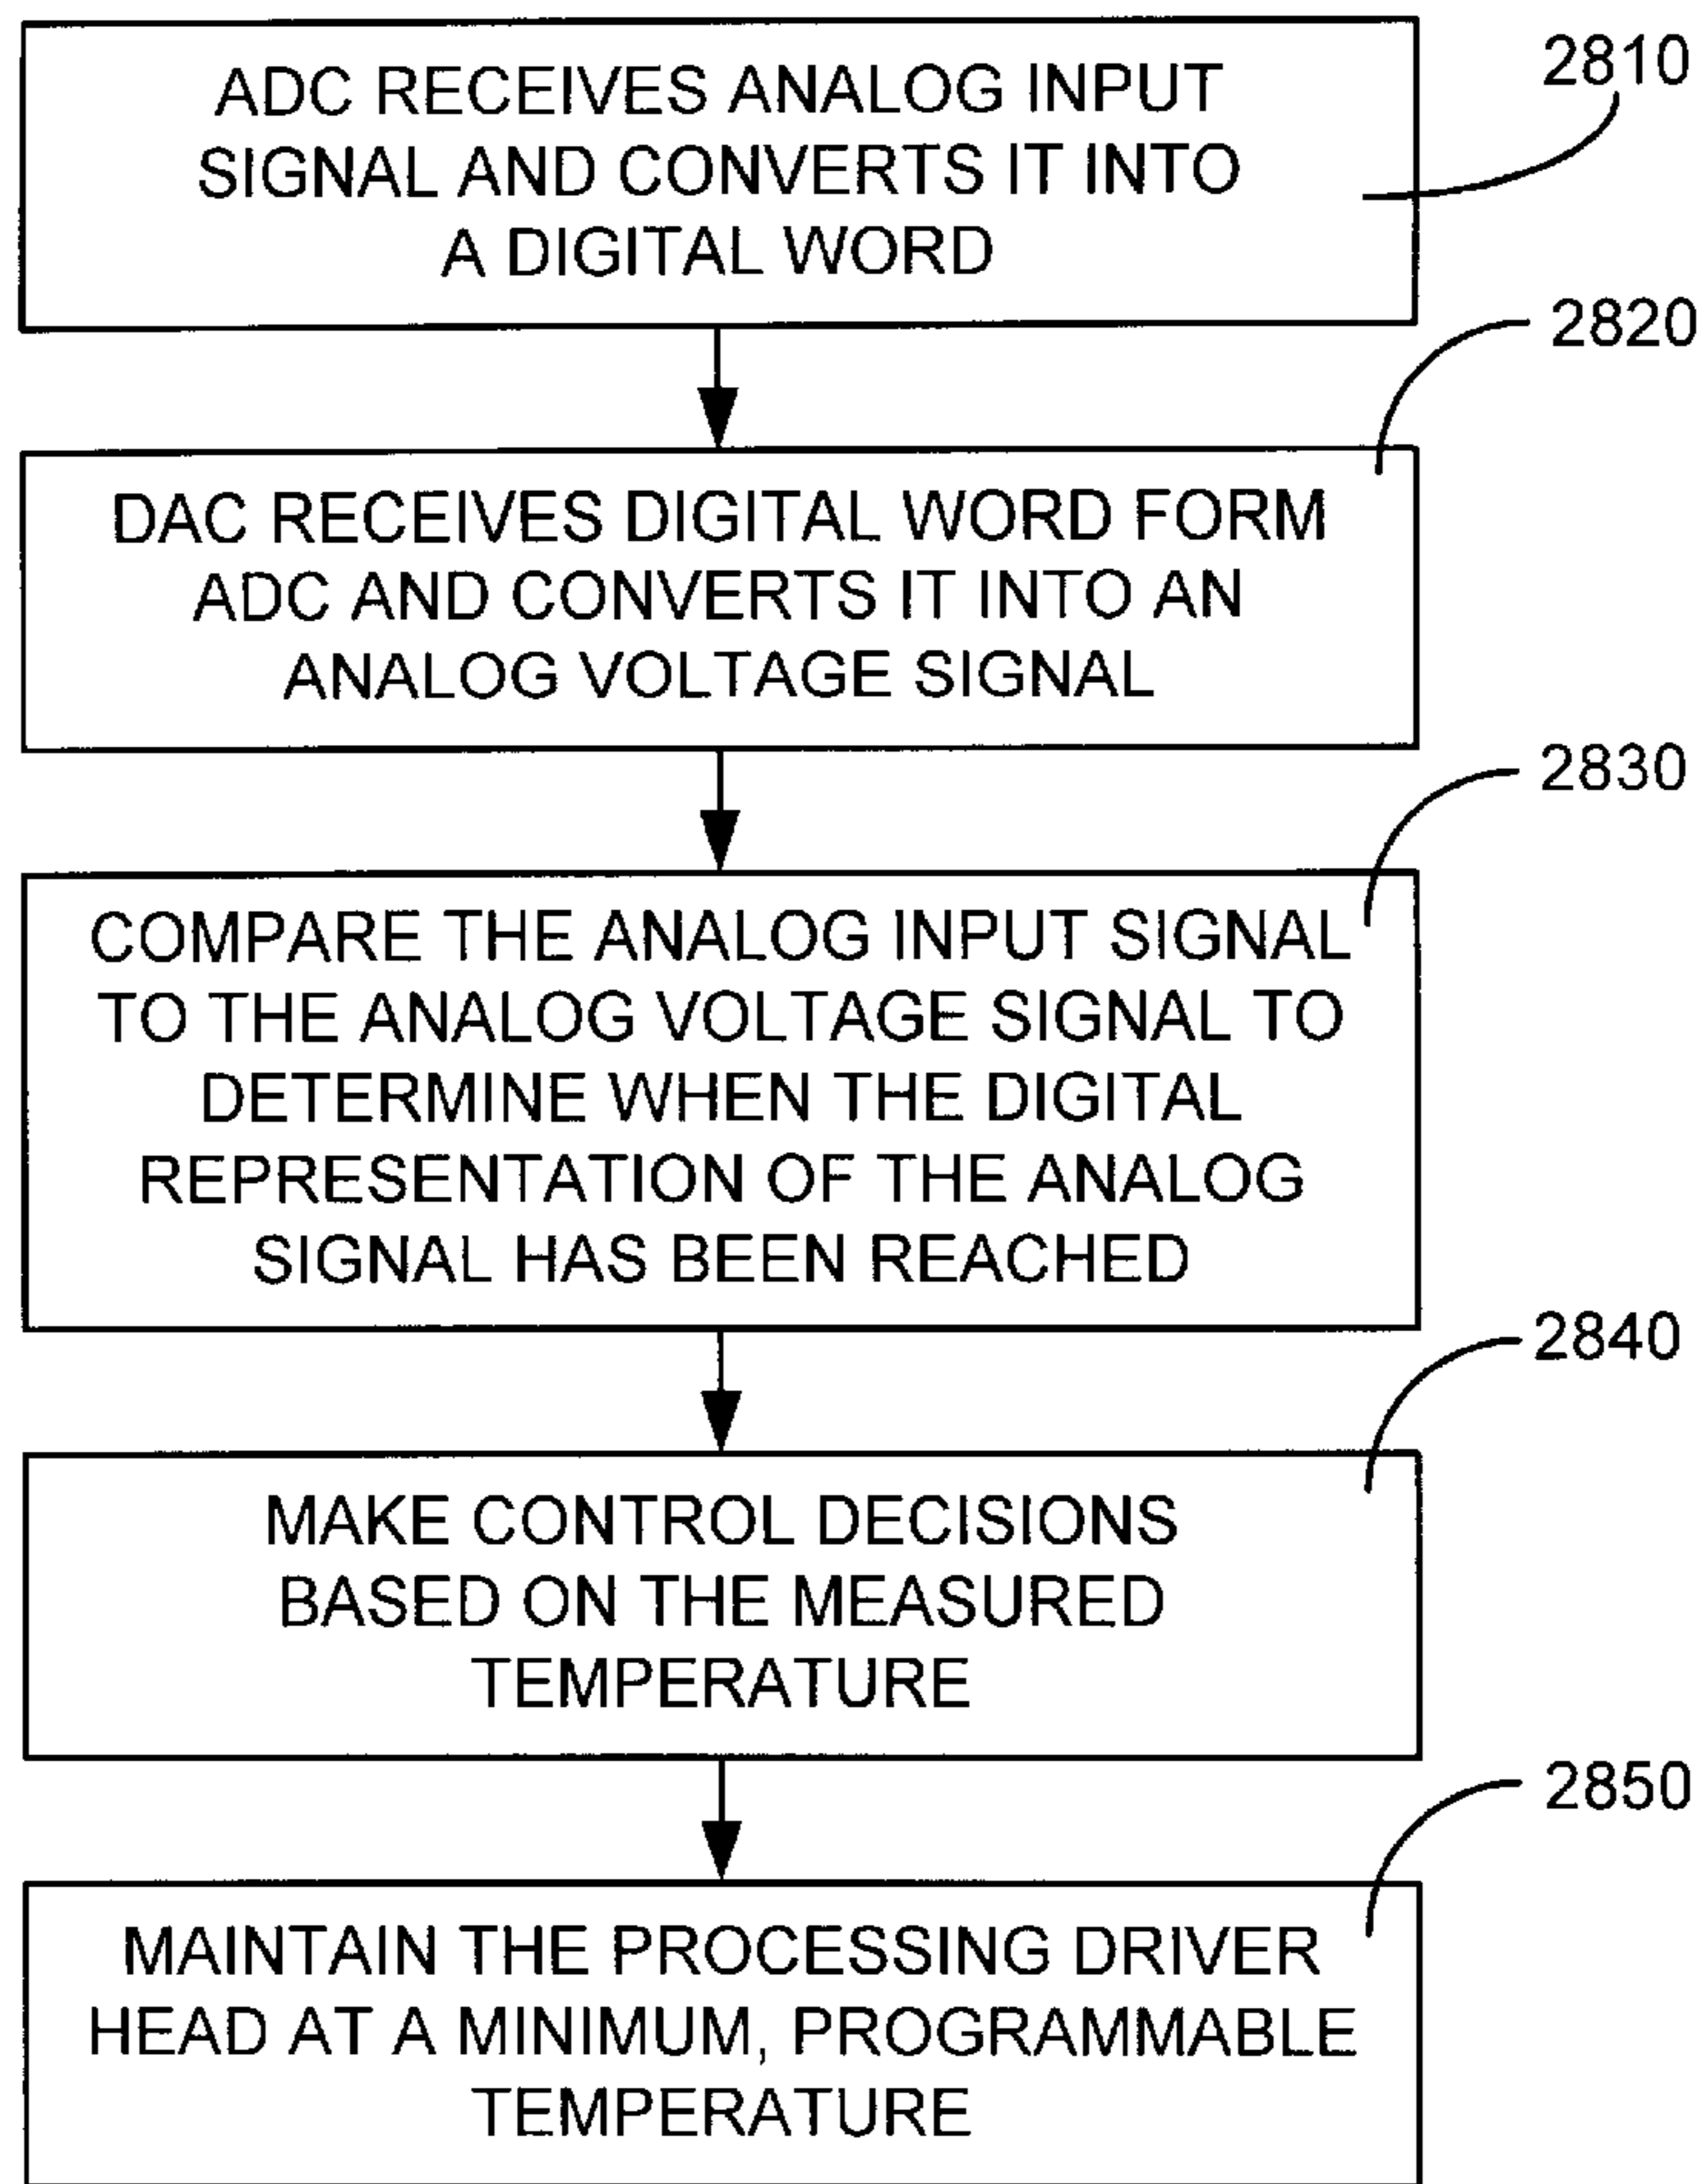 ADC RECEIVES ANALOG INPUT
SIGNAL AND CONVERTS IT INTO
A DIGITAL WORD
2810
DAC RECEIVES DIGITAL WORD FORM
ADC AND CONVERTS IT INTO AN
ANALOG VOLTAGE SIGNAL
2820
COMPARE THE ANALOG INPUT SIGNAL
TO THE ANALOG VOLTAGE SIGNAL TO
DETERMINE WHEN THE DIGITAL
REPRESENTATION OF THE ANALOG
SIGNAL HAS BEEN REACHED
2830
MAKE CONTROL DECISIONS
BASED ON THE MEASURED
TEMPERATURE
2840
MAINTAIN THE PROCESSING DRIVER
HEAD AT A MINIMUM, PROGRAMMABLE
TEMPERATURE
2850